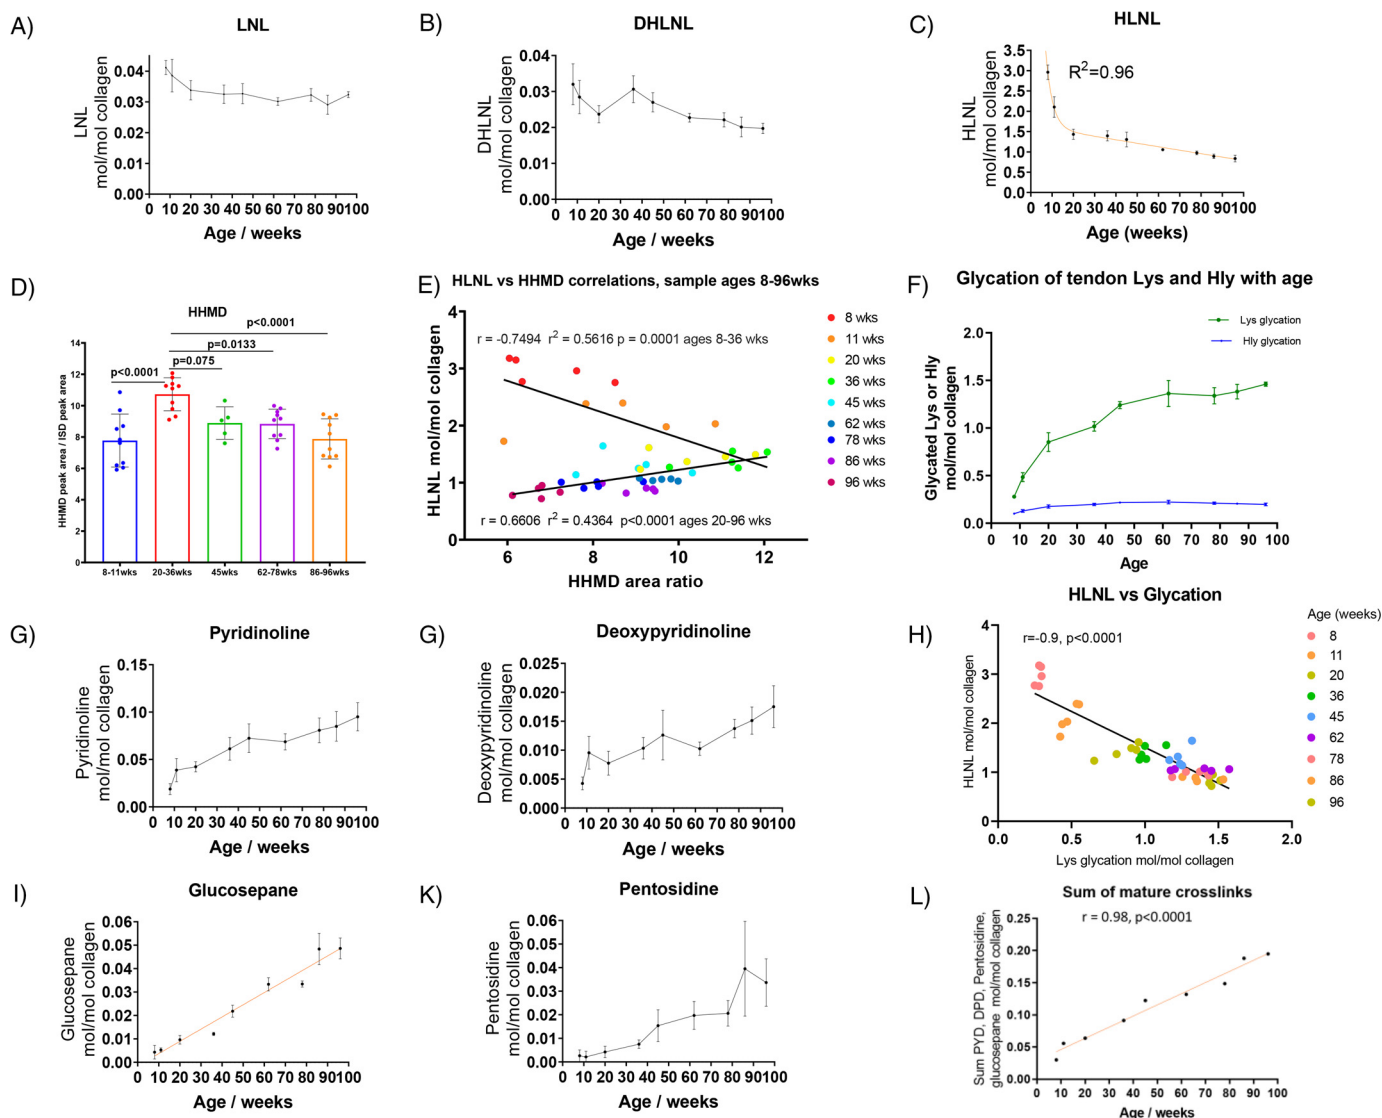 A)
LNL
LNL
mol/mol collagen
0.04
0.03
0.02
0.01
0.00
0 10 20 30 40 50 60 70 80 90 100
Age / weeks
B)
DHLNL
DHLNL
mol/mol collagen
0.04
0.03
0.02
0.01
0.00
0 10 20 30 40 50 60 70 80 90 100
Age / weeks
C)
HLNL
HLNL
mol/mol collagen
3.5
3.0
2.5
2.0
1.5
1.0
0.5
0.0
R²=0.96
0 10 20 30 40 50 60 70 80 90 100
Age (weeks)
D)
HHMD
p<0.0001
p=0.0133
p=0.075
p<0.0001
HHMD peak area / ISD peak area
14
12
10
8
6
4
2
0
8-11wks 20-36wks 45wks 62-78wks 86-96wks
E)
HLNL vs HHMD correlations, sample ages 8-96wks
HLNL mol/mol collagen
4
3
2
1
0
r = -0.7494 r² = 0.5616 p = 0.0001 ages 8-36 wks
r = 0.6606 r² = 0.4364 p<0.0001 ages 20-96 wks
6 8 10 12
HHMD area ratio
8 wks
11 wks
20 wks
36 wks
45 wks
62 wks
78 wks
86 wks
96 wks
F)
Glycation of tendon Lys and Hly with age
Lys glycation
Hly glycation
Glycated Lys or Hly
mol/mol collagen
2.0
1.5
1.0
0.5
0.0
0 10 20 30 40 50 60 70 80 90 100
Age
G)
Pyridinoline
Pyridinoline
mol/mol collagen
0.15
0.10
0.05
0.00
0 10 20 30 40 50 60 70 80 90 100
Age / weeks
G)
Deoxypyridinoline
Deoxypyridinoline
mol/mol collagen
0.025
0.020
0.015
0.010
0.005
0.000
0 10 20 30 40 50 60 70 80 90 100
Age / weeks
H)
HLNL vs Glycation
r=-0.9, p<0.0001
HLNL mol/mol collagen
4
3
2
1
0
0.0 0.5 1.0 1.5 2.0
Lys glycation mol/mol collagen
Age (weeks)
8
11
20
36
45
62
78
86
96
I)
Glucosepane
Glucosepane
mol/mol collagen
0.06
0.05
0.04
0.03
0.02
0.01
0.00
0 10 20 30 40 50 60 70 80 90 100
Age / weeks
K)
Pentosidine
Pentosidine
mol/mol collagen
0.06
0.05
0.04
0.03
0.02
0.01
0.00
0 10 20 30 40 50 60 70 80 90 100
Age / weeks
L)
Sum of mature crosslinks
r = 0.98, p<0.0001
Sum PYD, DPD, Pentosidine,
glucosepane mol/mol collagen
0.25
0.20
0.15
0.10
0.05
0.00
0 10 20 30 40 50 60 70 80 90 100
Age / weeks